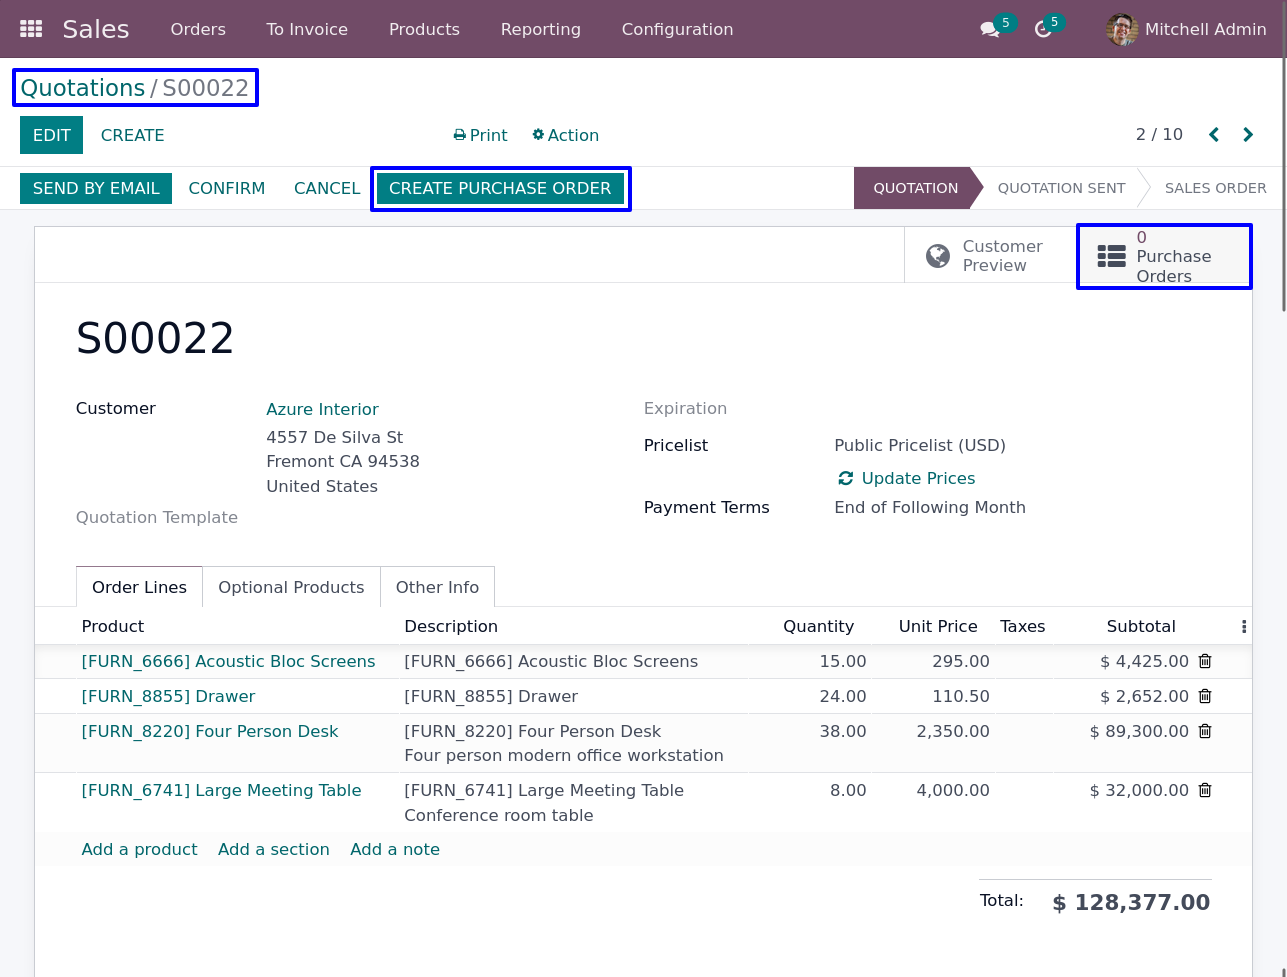 Sales Orders To Invoice Products Reporting Configuration 5 5 Mitchell Admin
Quotations / S00022
EDIT CREATE Print Action 2 / 10
SEND BY EMAIL CONFIRM CANCEL CREATE PURCHASE ORDER QUOTATION QUOTATION SENT SALES ORDER
Customer
Preview
0
Purchase
Orders
S00022
Customer Azure Interior
4557 De Silva St
Fremont CA 94538
United States
Quotation Template
Expiration
Pricelist Public Pricelist (USD)
Update Prices
Payment Terms End of Following Month
Order Lines Optional Products Other Info
Product Description Quantity Unit Price Taxes Subtotal
[FURN_6666] Acoustic Bloc Screens [FURN_6666] Acoustic Bloc Screens 15.00 295.00 $ 4,425.00
[FURN_8855] Drawer [FURN_8855] Drawer 24.00 110.50 $ 2,652.00
[FURN_8220] Four Person Desk [FURN_8220] Four Person Desk 38.00 2,350.00 $ 89,300.00
Four person modern office workstation
[FURN_6741] Large Meeting Table [FURN_6741] Large Meeting Table 8.00 4,000.00 $ 32,000.00
Conference room table
Add a product Add a section Add a note
Total: $ 128,377.00